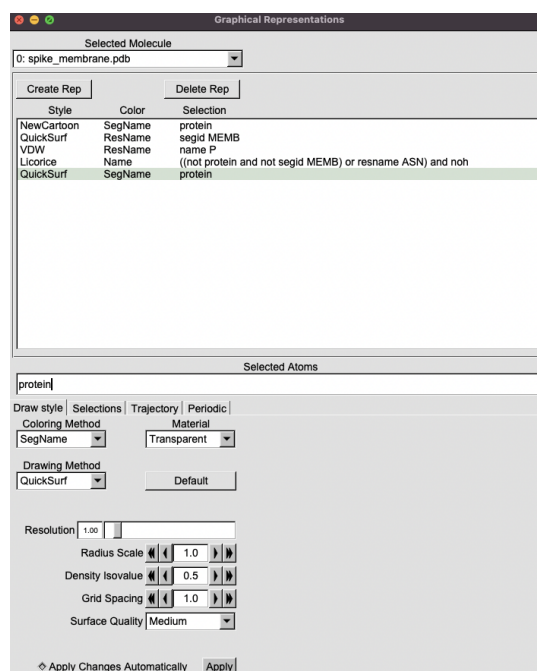 Graphical Representations
Selected Molecule
0: spike_membrane.pdb
Create Rep Delete Rep
Style Color Selection
NewCartoon SegName protein
QuickSurf ResName segid MEMB
VDW ResName name P
Licorice Name ((not protein and not segid MEMB) or resname ASN) and noh
QuickSurf SegName protein
Selected Atoms
protein
Draw style Selections Trajectory Periodic
Coloring Method Material
SegName Transparent
Drawing Method
QuickSurf Default
Resolution 1.00
Radius Scale 1.0
Density Isovalue 0.5
Grid Spacing 1.0
Surface Quality Medium
Apply Changes Automatically Apply